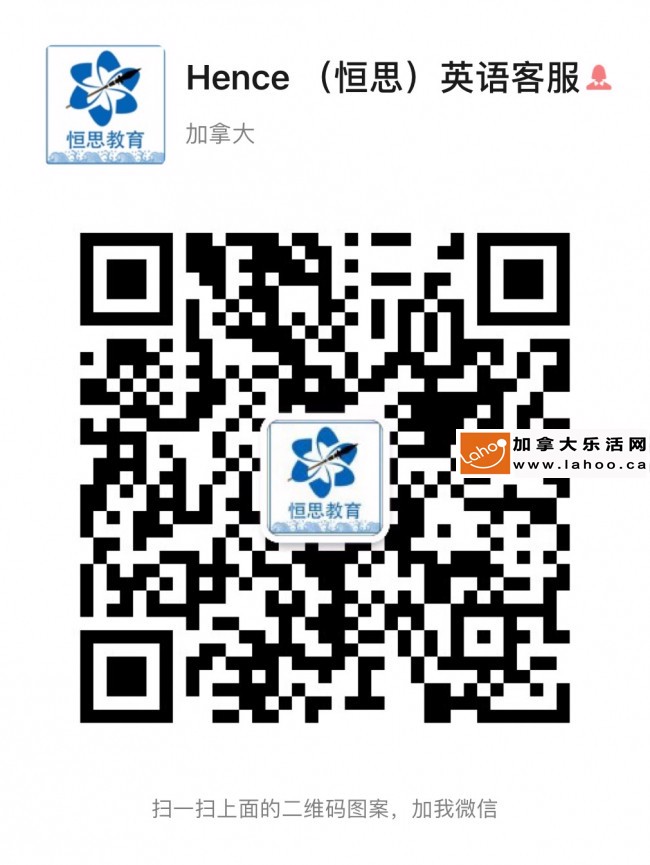 Hence （恒思）英语客服
恒思教育
加拿大
加拿大乐活网
Lahoo
www.lahoo.ca
恒思教育
扫一扫上面的二维码图案，加我微信